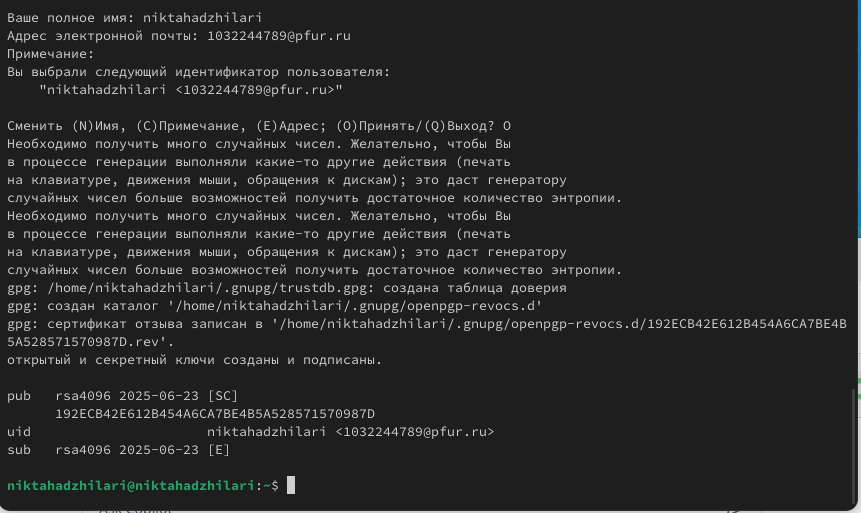 Ваше полное имя: niktahadzhilari
Адрес электронной почты: 1032244789@pfur.ru
Примечание:
Вы выбрали следующий идентификатор пользователя:
    "niktahadzhilari <1032244789@pfur.ru>"

Сменить (N)Имя, (C)Примечание, (E)Адрес; (O)Принять/(Q)Выход? O
Необходимо получить много случайных чисел. Желательно, чтобы Вы
в процессе генерации выполняли какие-то другие действия (печать
на клавиатуре, движения мыши, обращения к дискам); это даст генератору
случайных чисел больше возможностей получить достаточное количество энтропии.
Необходимо получить много случайных чисел. Желательно, чтобы Вы
в процессе генерации выполняли какие-то другие действия (печать
на клавиатуре, движения мыши, обращения к дискам); это даст генератору
случайных чисел больше возможностей получить достаточное количество энтропии.
gpg: /home/niktahadzhilari/.gnupg/trustdb.gpg: создана таблица доверия
gpg: создан каталог '/home/niktahadzhilari/.gnupg/openpgp-revocs.d'
gpg: сертификат отзыва записан в '/home/niktahadzhilari/.gnupg/openpgp-revocs.d/192ECB42E612B454A6CA7BE4B
5A528571570987D.rev'.
открытый и секретный ключи созданы и подписаны.

pub   rsa4096 2025-06-23 [SC]
      192ECB42E612B454A6CA7BE4B5A528571570987D
uid                      niktahadzhilari <1032244789@pfur.ru>
sub   rsa4096 2025-06-23 [E]

niktahadzhilari@niktahadzhilari:~$